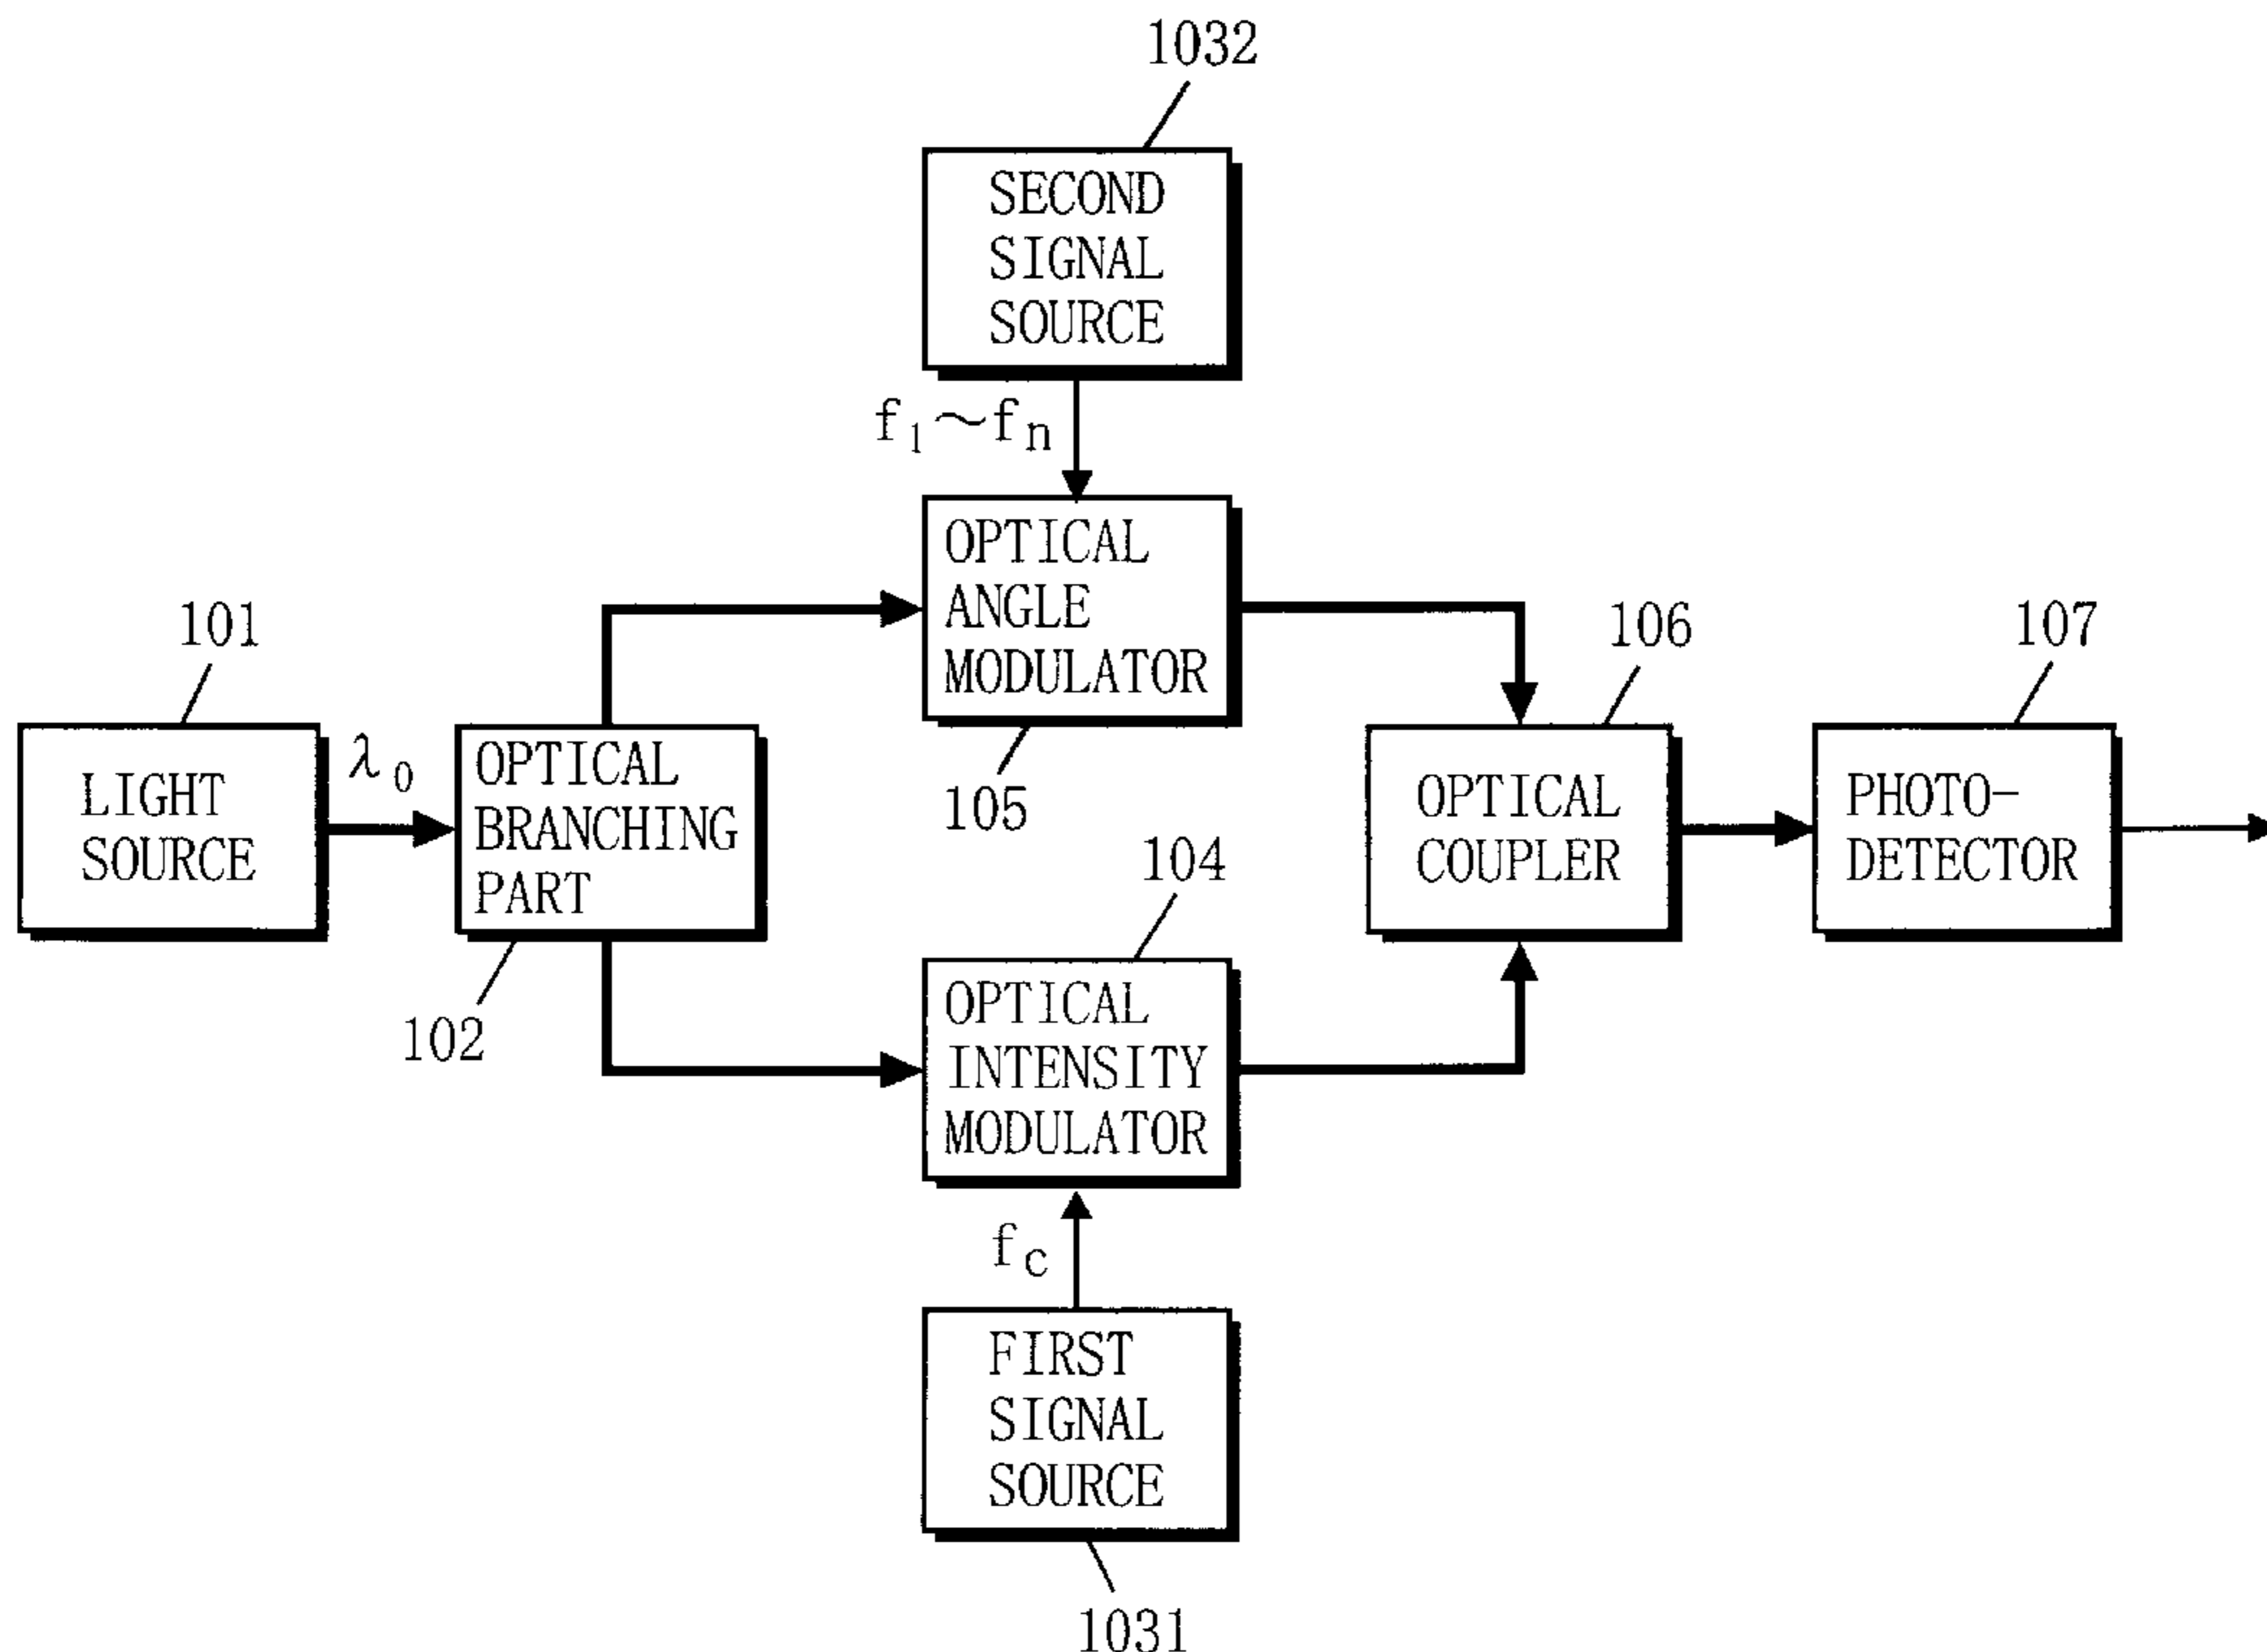 1032
SECOND
SIGNAL
SOURCE
f₁～fₙ
OPTICAL
ANGLE
MODULATOR
105
101
LIGHT
SOURCE
λ₀
OPTICAL
BRANCHING
PART
102
106
OPTICAL
COUPLER
107
PHOTO-
DETECTOR
104
OPTICAL
INTENSITY
MODULATOR
f_c
FIRST
SIGNAL
SOURCE
1031